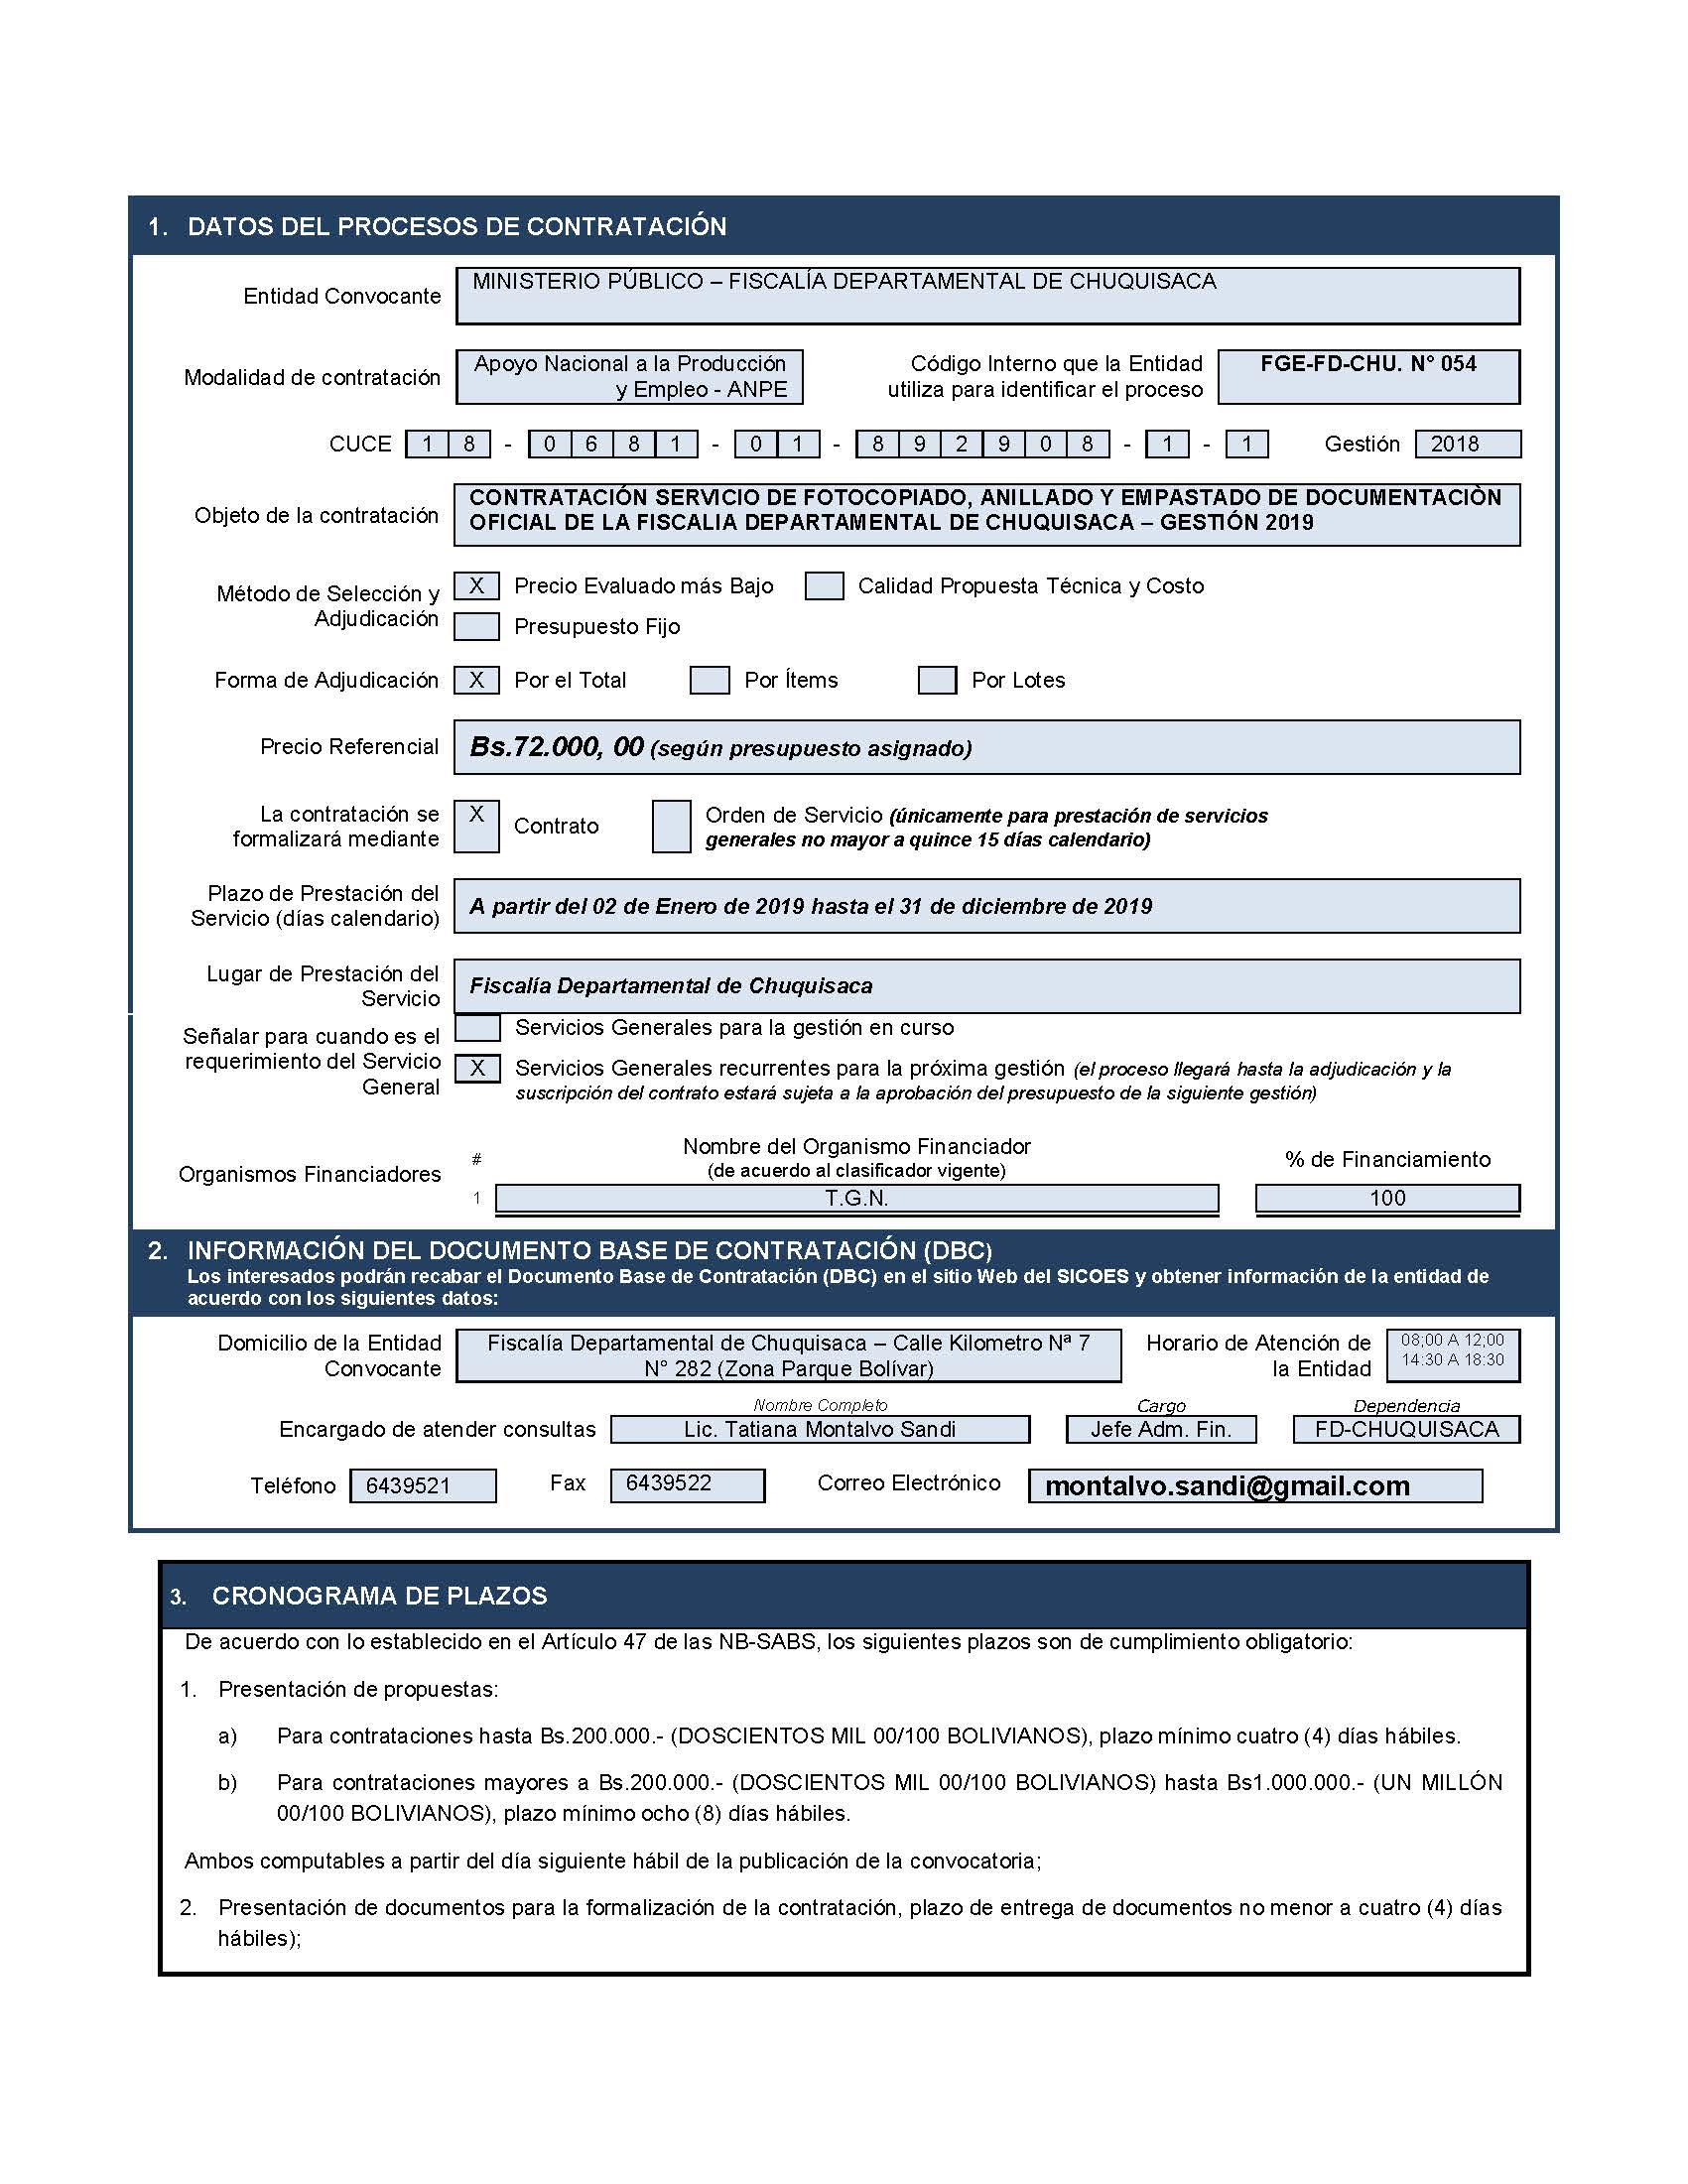 1. DATOS DEL PROCESOS DE CONTRATACIÓN
Entidad Convocante
MINISTERIO PÚBLICO – FISCALÍA DEPARTAMENTAL DE CHUQUISACA
Modalidad de contratación
Apoyo Nacional a la Producción
y Empleo - ANPE
Código Interno que la Entidad
utiliza para identificar el proceso
FGE-FD-CHU. N° 054
CUCE 1 8 - 0 6 8 1 - 0 1 - 8 9 2 9 0 8 - 1 - 1 Gestión 2018
Objeto de la contratación
CONTRATACIÓN SERVICIO DE FOTOCOPIADO, ANILLADO Y EMPASTADO DE DOCUMENTACIÒN
OFICIAL DE LA FISCALIA DEPARTAMENTAL DE CHUQUISACA – GESTIÓN 2019
Método de Selección y
Adjudicación
X Precio Evaluado más Bajo Calidad Propuesta Técnica y Costo
Presupuesto Fijo
Forma de Adjudicación X Por el Total Por Ítems Por Lotes
Precio Referencial Bs.72.000, 00 (según presupuesto asignado)
La contratación se
formalizará mediante
X Contrato
Orden de Servicio (únicamente para prestación de servicios
generales no mayor a quince 15 días calendario)
Plazo de Prestación del
Servicio (días calendario)
A partir del 02 de Enero de 2019 hasta el 31 de diciembre de 2019
Lugar de Prestación del
Servicio
Fiscalía Departamental de Chuquisaca
Señalar para cuando es el
requerimiento del Servicio
General
Servicios Generales para la gestión en curso
X Servicios Generales recurrentes para la próxima gestión (el proceso llegará hasta la adjudicación y la
suscripción del contrato estará sujeta a la aprobación del presupuesto de la siguiente gestión)
Organismos Financiadores
#
Nombre del Organismo Financiador
(de acuerdo al clasificador vigente)
% de Financiamiento
1 T.G.N. 100
2. INFORMACIÓN DEL DOCUMENTO BASE DE CONTRATACIÓN (DBC)
Los interesados podrán recabar el Documento Base de Contratación (DBC) en el sitio Web del SICOES y obtener información de la entidad de
acuerdo con los siguientes datos:
Domicilio de la Entidad
Convocante
Fiscalía Departamental de Chuquisaca – Calle Kilometro Nª 7
N° 282 (Zona Parque Bolívar)
Horario de Atención de
la Entidad
08;00 A 12;00
14:30 A 18:30
Nombre Completo Cargo Dependencia
Encargado de atender consultas Lic. Tatiana Montalvo Sandi Jefe Adm. Fin. FD-CHUQUISACA
Teléfono 6439521 Fax 6439522 Correo Electrónico montalvo.sandi@gmail.com
3. CRONOGRAMA DE PLAZOS
De acuerdo con lo establecido en el Artículo 47 de las NB-SABS, los siguientes plazos son de cumplimiento obligatorio:
1. Presentación de propuestas:
a) Para contrataciones hasta Bs.200.000.- (DOSCIENTOS MIL 00/100 BOLIVIANOS), plazo mínimo cuatro (4) días hábiles.
b) Para contrataciones mayores a Bs.200.000.- (DOSCIENTOS MIL 00/100 BOLIVIANOS) hasta Bs1.000.000.- (UN MILLÓN
00/100 BOLIVIANOS), plazo mínimo ocho (8) días hábiles.
Ambos computables a partir del día siguiente hábil de la publicación de la convocatoria;
2. Presentación de documentos para la formalización de la contratación, plazo de entrega de documentos no menor a cuatro (4) días
hábiles);